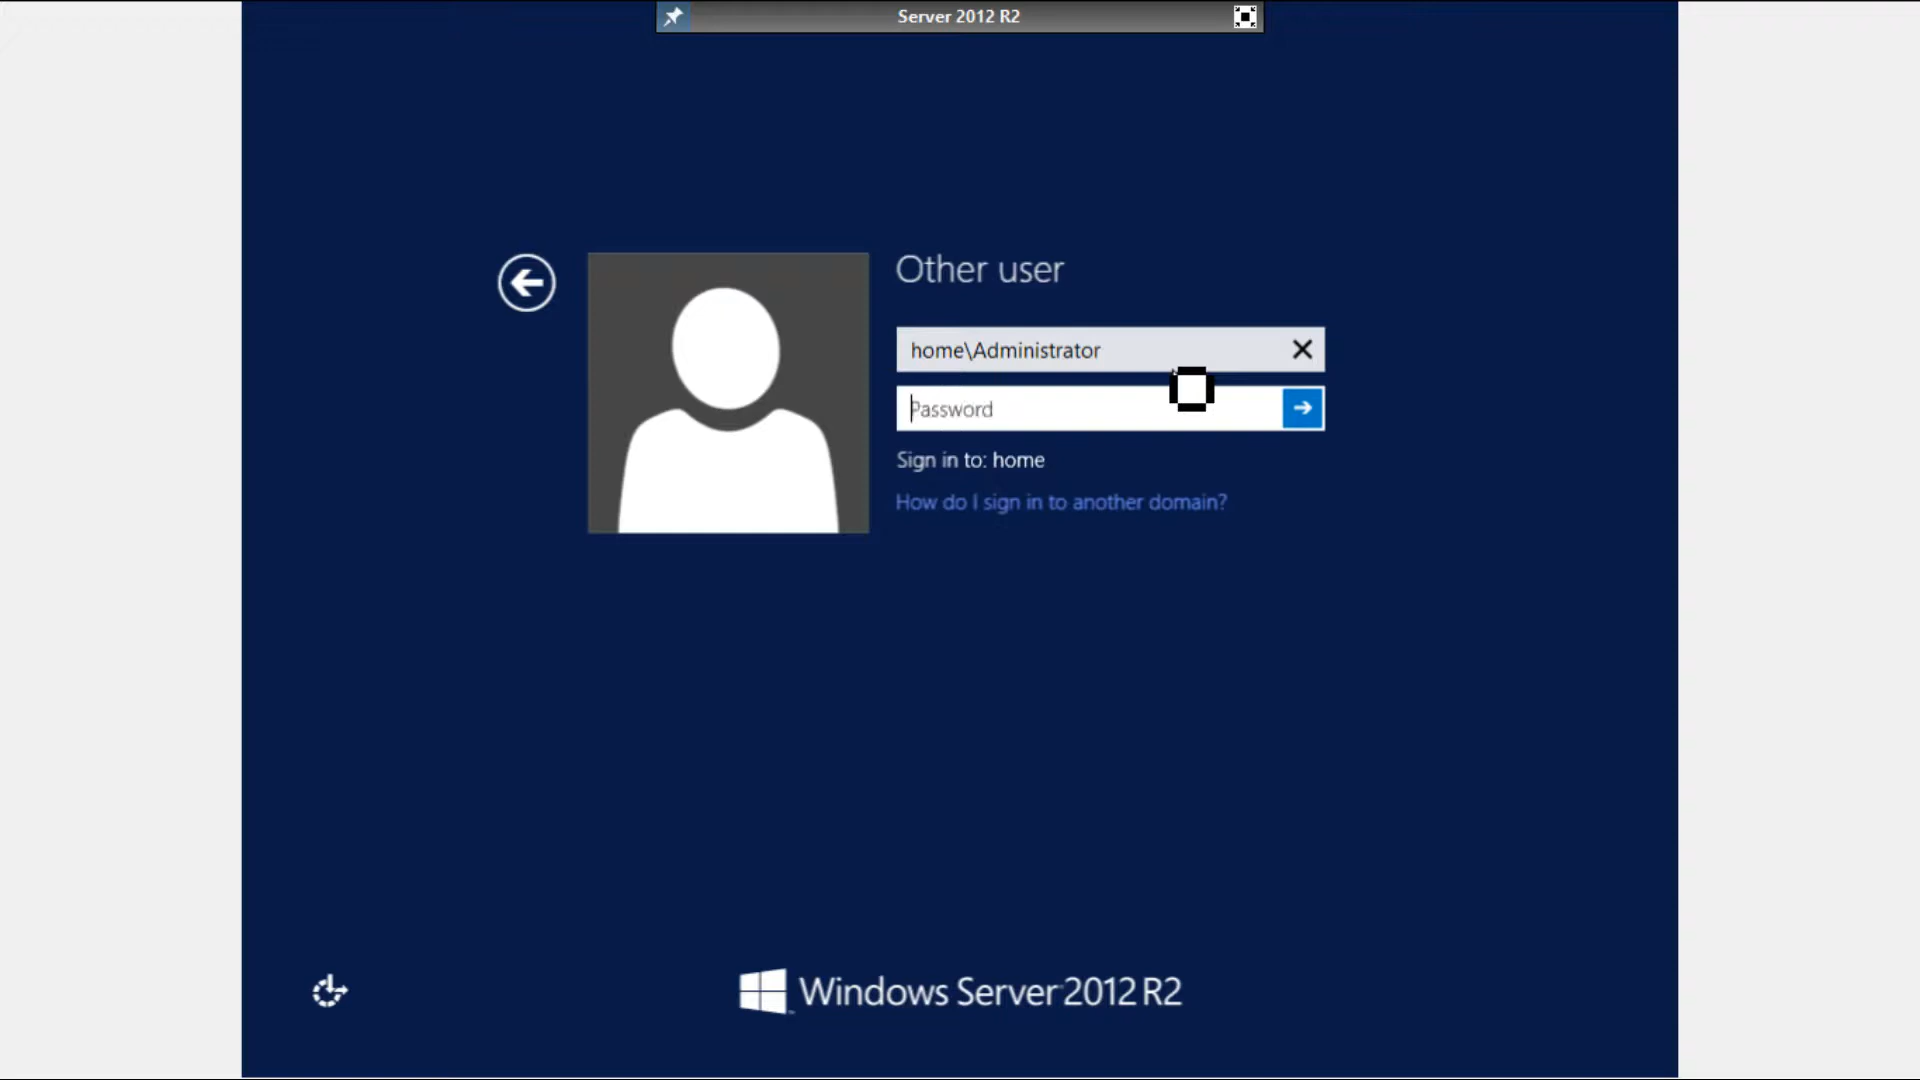 Server 2012 R2
Other user
home\Administrator
Password
Sign in to: home
How do I sign in to another domain?
Windows Server 2012 R2